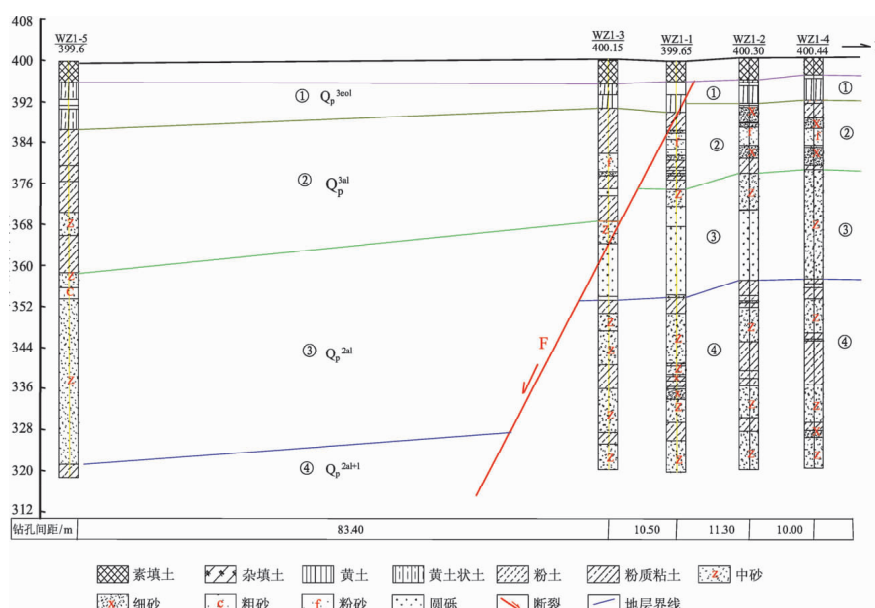 408
400
392
384
376
368
360
352
344
336
328
320
312
WZ1-5
399.6
WZ1-3
400.15
WZ1-1
399.65
WZ1-2
400.30
WZ1-4
400.44
① Qp3eol
① ①
② Qp3al
② ②
③ Qp2al
③ ③
④ Qp2al+l
④ ④
F
钻孔间距/m 83.40 10.50 11.30 10.00
素填土 杂填土 黄土 黄土状土 粉土 粉质粘土 中砂
细砂 粗砂 粉砂 圆砾 断裂 地层界线